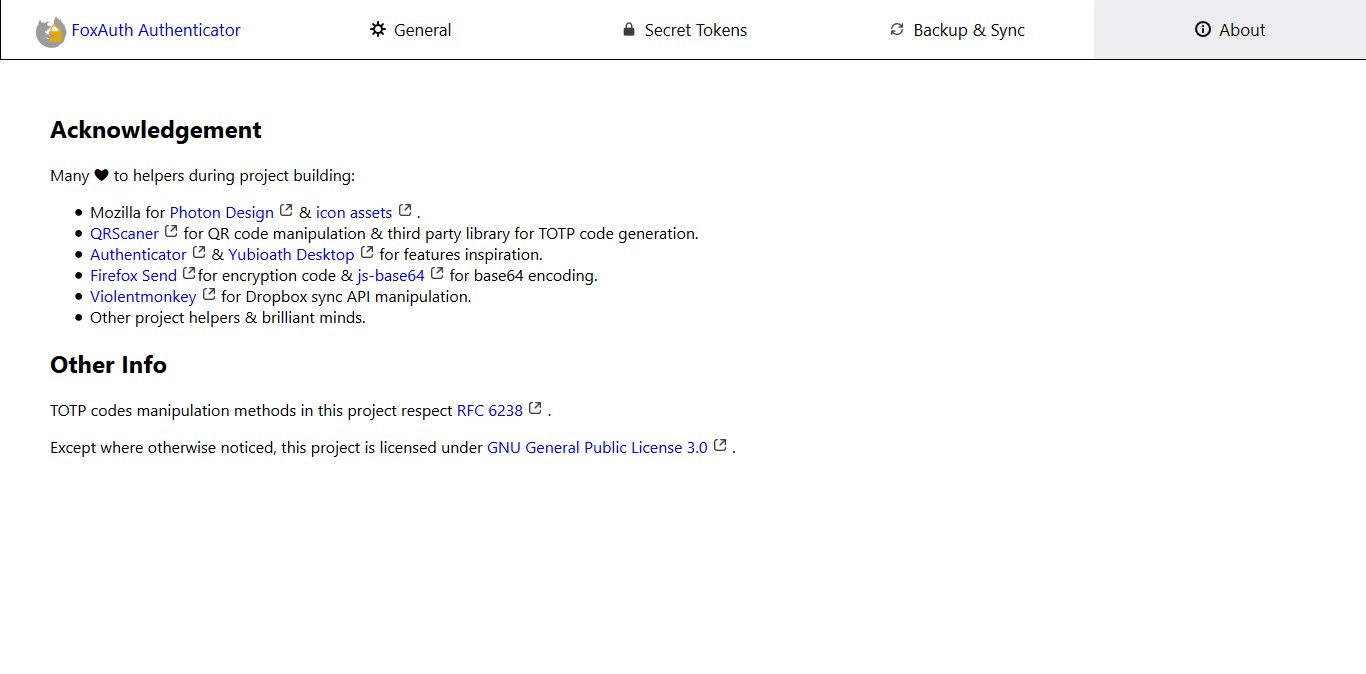 FoxAuth Authenticator General Secret Tokens Backup & Sync About
Acknowledgement
Many ♥ to helpers during project building:
• Mozilla for Photon Design & icon assets .
• QRScaner for QR code manipulation & third party library for TOTP code generation.
• Authenticator & Yubioath Desktop for features inspiration.
• Firefox Send for encryption code & js-base64 for base64 encoding.
• Violentmonkey for Dropbox sync API manipulation.
• Other project helpers & brilliant minds.
Other Info
TOTP codes manipulation methods in this project respect RFC 6238 .
Except where otherwise noticed, this project is licensed under GNU General Public License 3.0 .